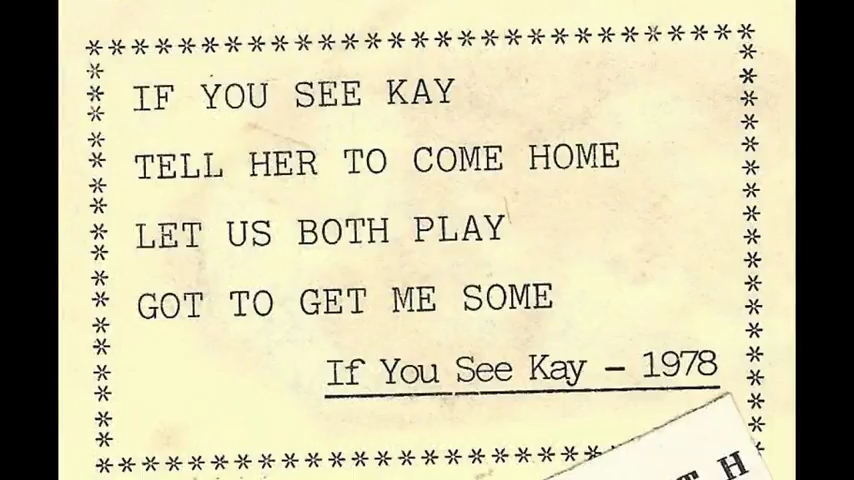 IF YOU SEE KAY
TELL HER TO COME HOME
LET US BOTH PLAY
GOT TO GET ME SOME
If You See Kay - 1978
H